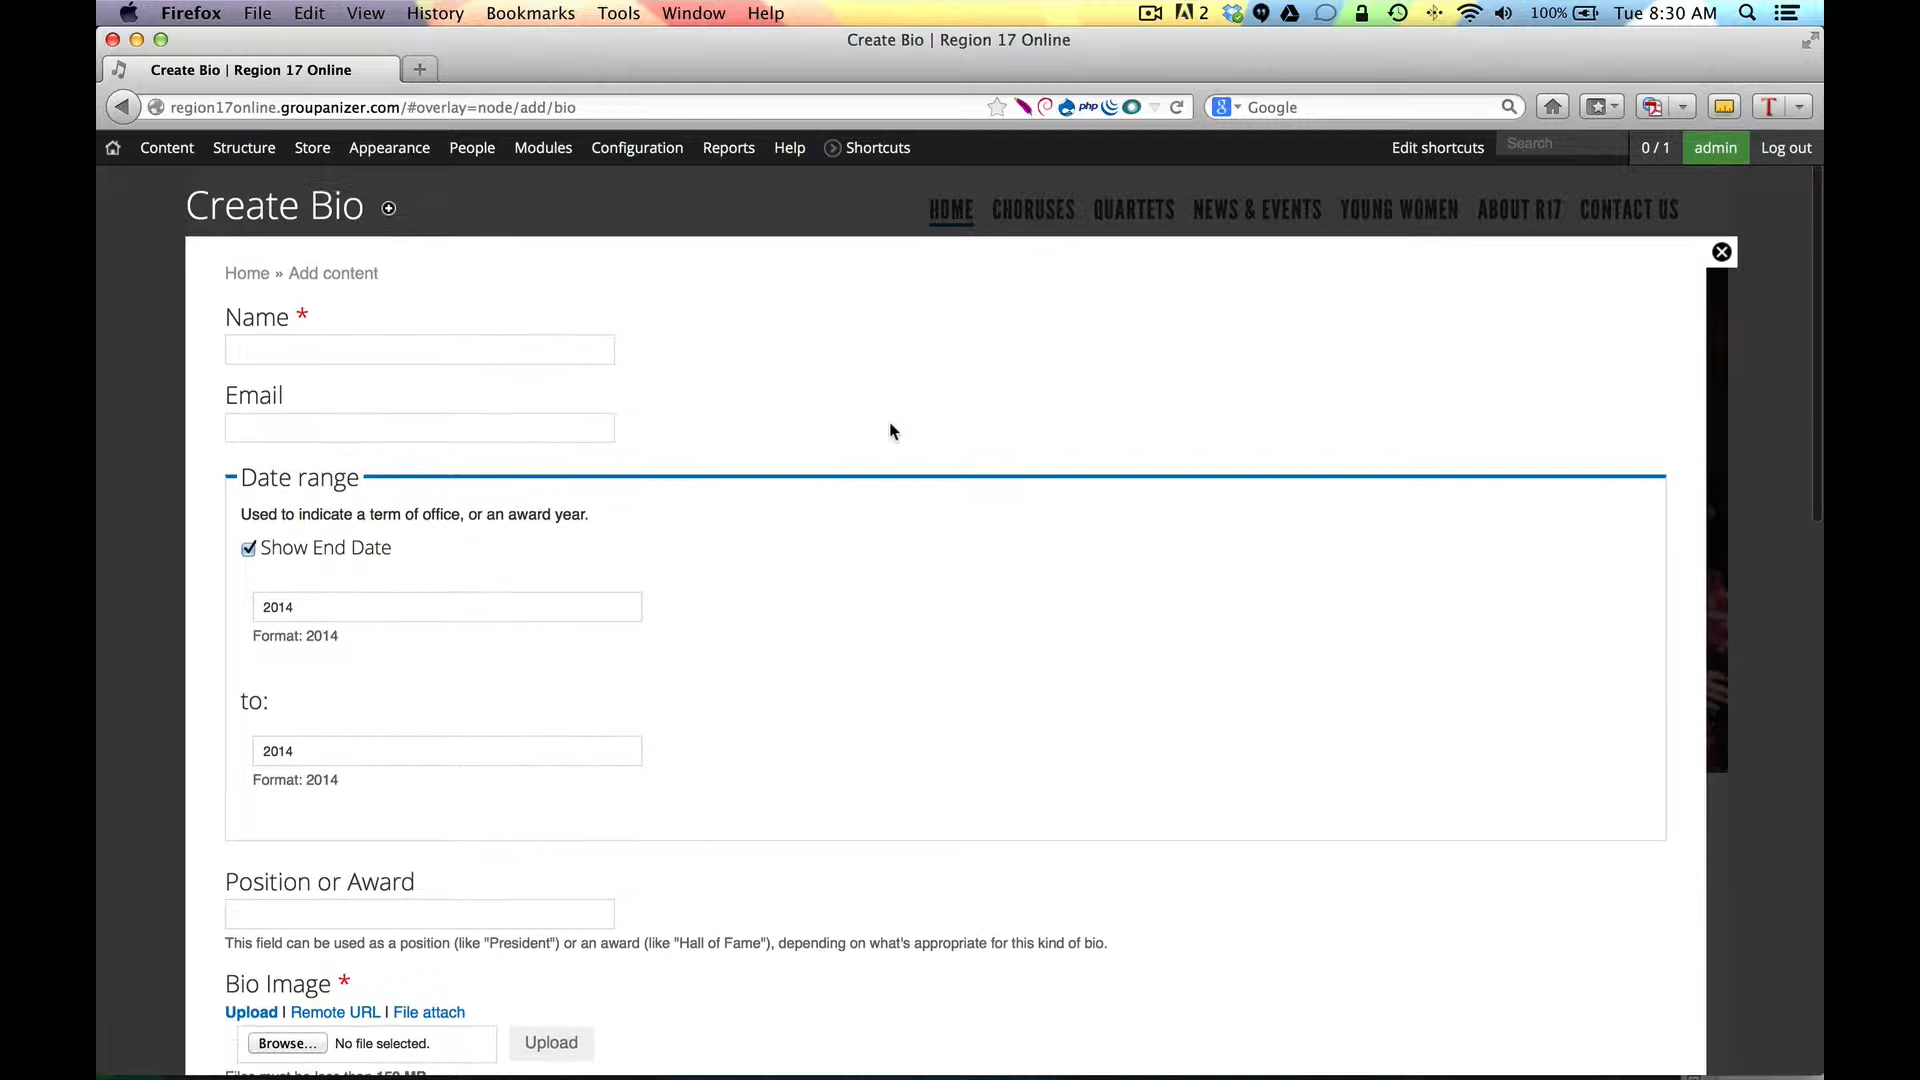 Firefox File Edit View History Bookmarks Tools Window Help 2 100% Tue 8:30 AM
Create Bio | Region 17 Online
Create Bio | Region 17 Online
region17online.groupanizer.com/#overlay=node/add/bio php Google
Content Structure Store Appearance People Modules Configuration Reports Help Shortcuts Edit shortcuts Search 0 / 1 admin Log out
Create Bio HOME CHORUSES QUARTETS NEWS & EVENTS YOUNG WOMEN ABOUT R17 CONTACT US
Home » Add content
Name *
Email
Date range
Used to indicate a term of office, or an award year.
Show End Date
2014
Format: 2014
to:
2014
Format: 2014
Position or Award
This field can be used as a position (like "President") or an award (like "Hall of Fame"), depending on what's appropriate for this kind of bio.
Bio Image *
Upload | Remote URL | File attach
Browse... No file selected. Upload